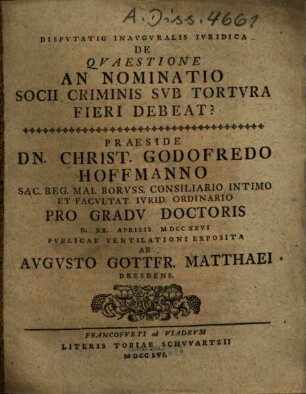 A. Diss. 4661
DISPVTATIO INAVGVRALIS IVRIDICA
DE
QVAESTIONE
AN NOMINATIO
SOCII CRIMINIS SVB TORTVRA
FIERI DEBEAT?
PRAESIDE
DN. CHRIST. GODOFREDO
HOFFMANNO
SAC. REG. MAI. BORVSS. CONSILIARIO INTIMO
ET FACVLTAT. IVRID. ORDINARIO
PRO GRADV DOCTORIS
D. XX. APRILIS MDCCXXVI
PVBLICAE VENTILATIONI EXPOSITA
AB
AVGVSTO GOTTFR. MATTHAEI
DRESDENS.
FRANCOFVRTI ad VIADRVM
LITERIS TOBIAE SCHVVARTZII
MDCCLVI.